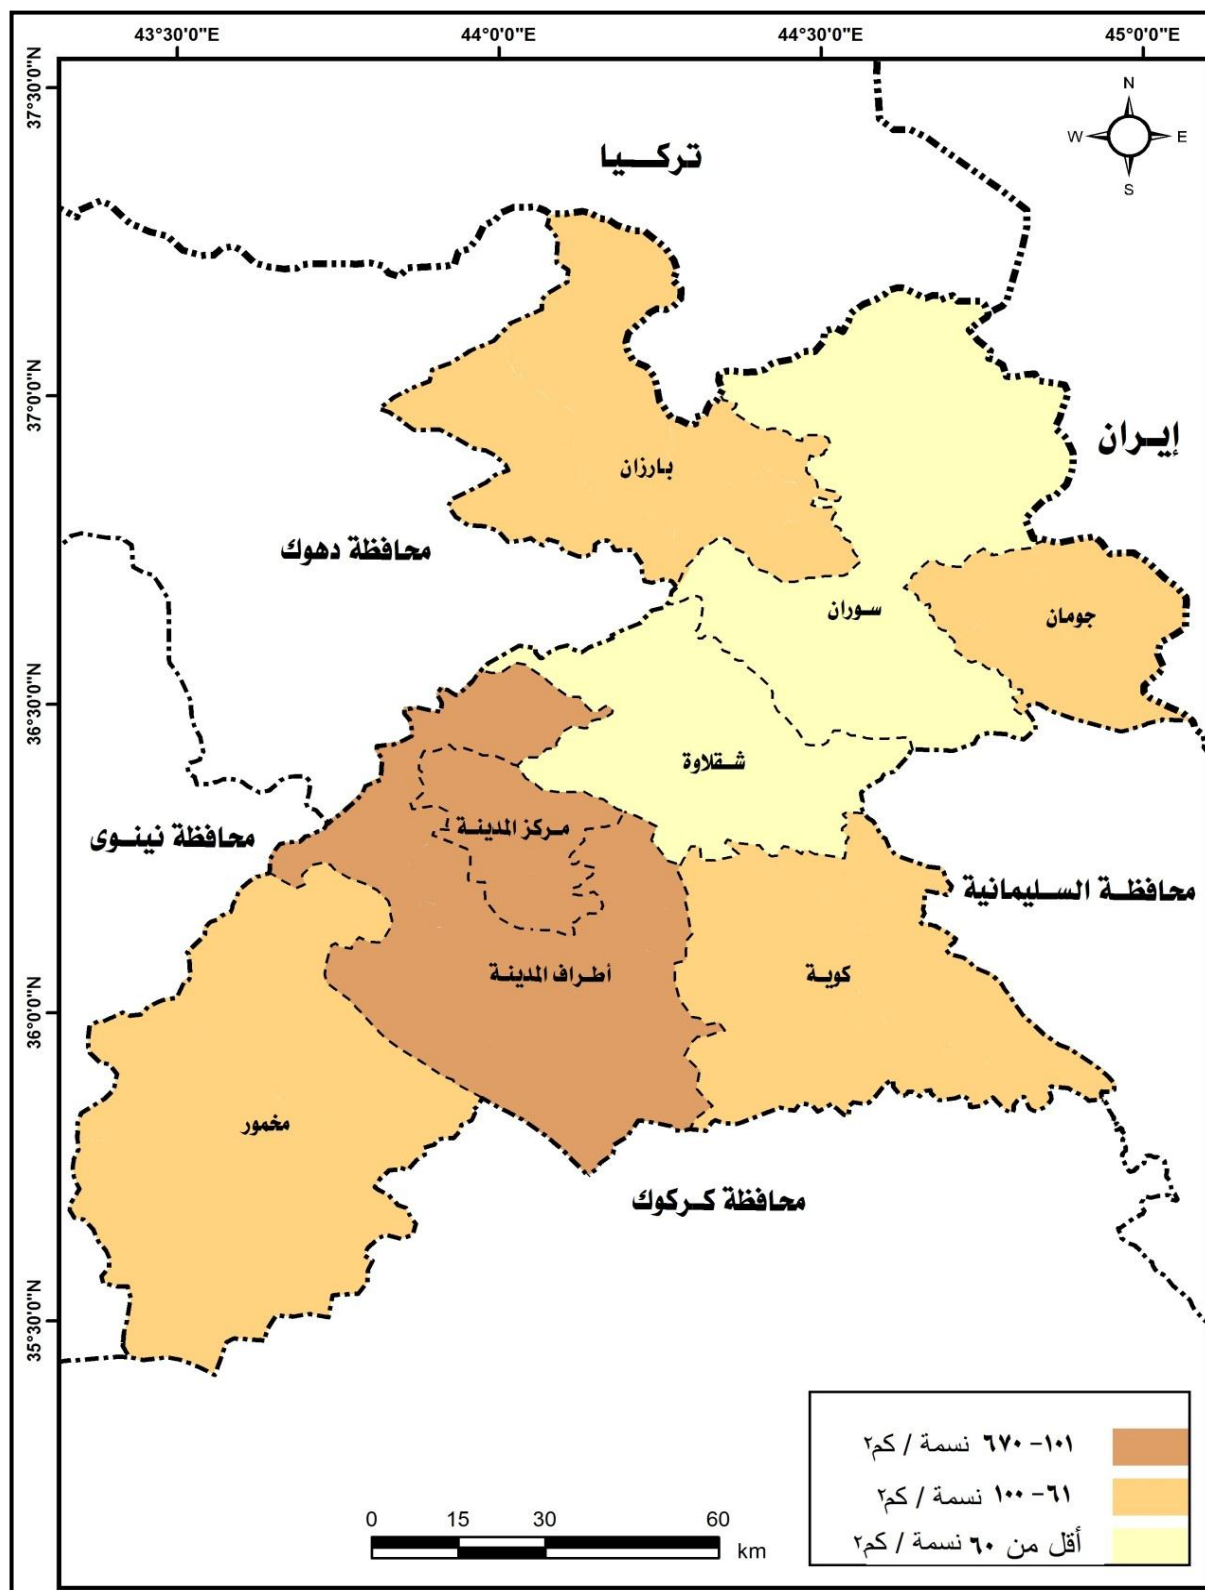 43°30'0"E
44°0'0"E
44°30'0"E
45°0'0"E
37°30'0"N
37°0'0"N
36°30'0"N
36°0'0"N
35°30'0"N
N
W
E
S
تركـــيا
إيــران
بارزان
محافظة دهوك
سـوران
جومان
شـقلاوة
مـركز المدينـة
محافظة نينـوى
محافظــة السـليمانية
أطـراف المدينـة
كويـة
مخمور
محافظة كـركوك
١٠١- ٦٧٠ نسمة / كم٢
٦١- ١٠٠ نسمة / كم٢
أقل من ٦٠ نسمة / كم٢
0 15 30 60
km